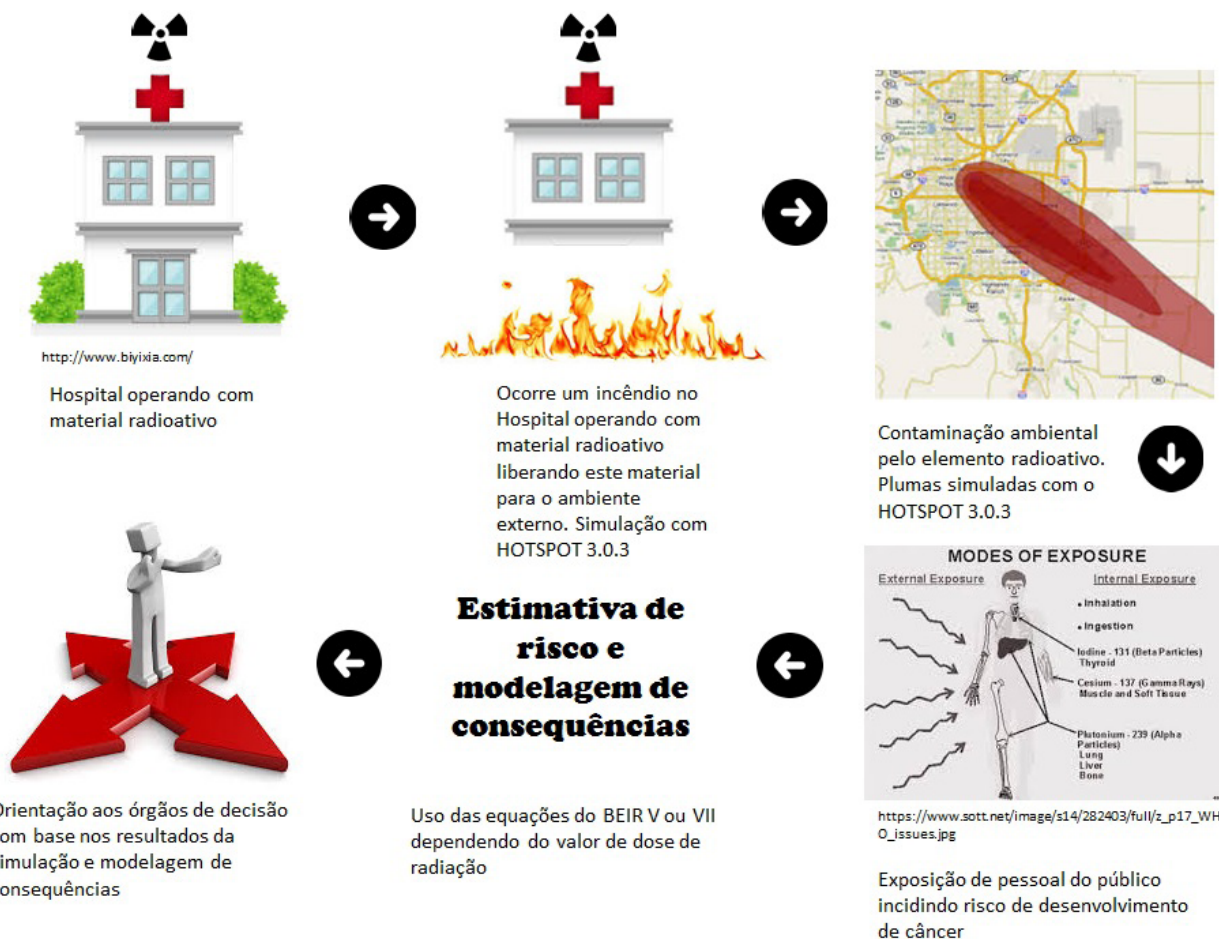 http://www.biyixia.com/
Hospital operando com
material radioativo
Ocorre um incêndio no
Hospital operando com
material radioativo
liberando este material
para o ambiente
externo. Simulação com
HOTSPOT 3.0.3
Contaminação ambiental
pelo elemento radioativo.
Plumas simuladas com o
HOTSPOT 3.0.3
MODES OF EXPOSURE
External Exposure
Internal Exposure
• Inhalation
• Ingestion
Iodine - 131 (Beta Particles)
Thyroid
Cesium - 137 (Gamma Rays)
Muscle and Soft Tissue
Plutonium - 239 (Alpha
Particles)
Lung
Liver
Bone
https://www.sott.net/image/s14/282403/full/z_p17_WH
O_issues.jpg
Exposição de pessoal do público
incidindo risco de desenvolvimento
de câncer
Estimativa de
risco e
modelagem de
consequências
Uso das equações do BEIR V ou VII
dependendo do valor de dose de
radiação
Orientação aos órgãos de decisão
com base nos resultados da
simulação e modelagem de
consequências